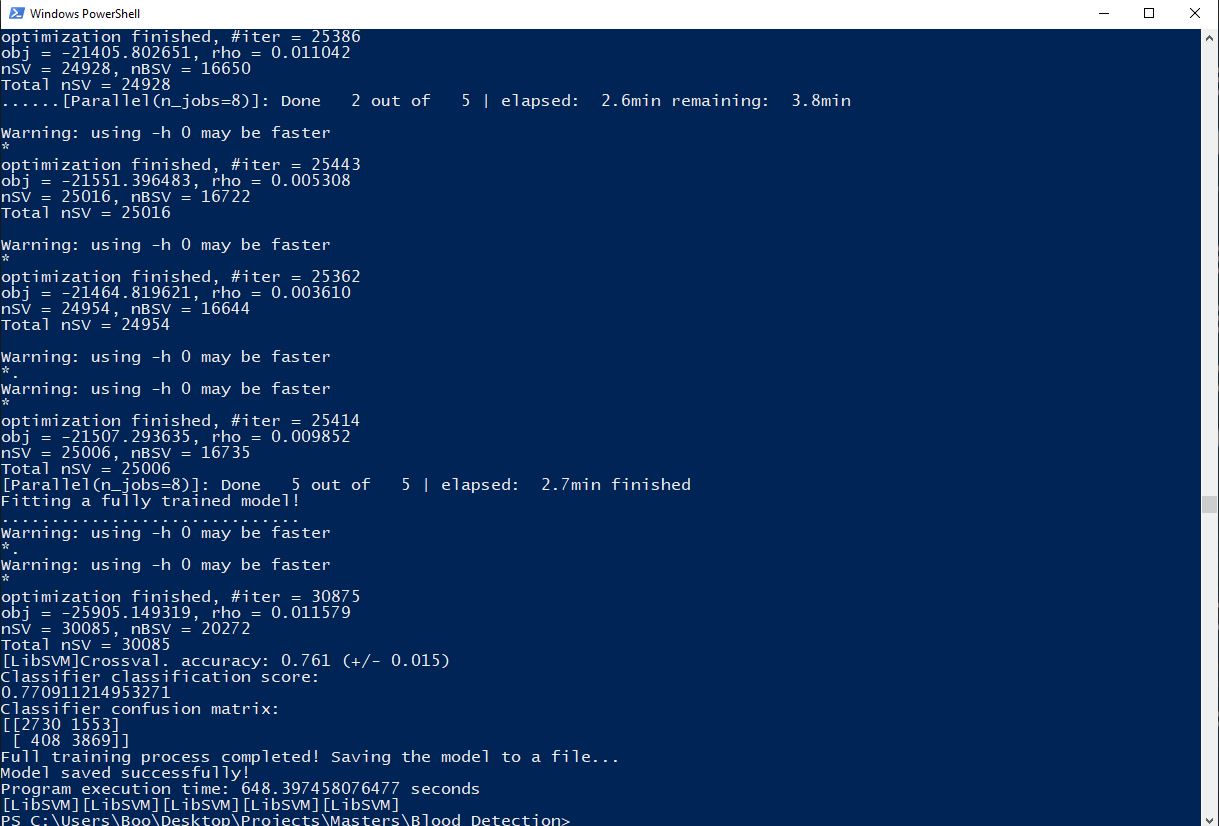 Windows PowerShell
optimization finished, #iter = 25386
obj = -21405.802651, rho = 0.011042
nSV = 24928, nBSV = 16650
Total nSV = 24928
......[Parallel(n_jobs=8)]: Done   2 out of   5 | elapsed:  2.6min remaining:  3.8min
Warning: using -h 0 may be faster
*
optimization finished, #iter = 25443
obj = -21551.396483, rho = 0.005308
nSV = 25016, nBSV = 16722
Total nSV = 25016
Warning: using -h 0 may be faster
*
optimization finished, #iter = 25362
obj = -21464.819621, rho = 0.003610
nSV = 24954, nBSV = 16644
Total nSV = 24954
Warning: using -h 0 may be faster
*.
Warning: using -h 0 may be faster
*
optimization finished, #iter = 25414
obj = -21507.293635, rho = 0.009852
nSV = 25006, nBSV = 16735
Total nSV = 25006
[Parallel(n_jobs=8)]: Done   5 out of   5 | elapsed:  2.7min finished
Fitting a fully trained model!
..............................
Warning: using -h 0 may be faster
*.
Warning: using -h 0 may be faster
*
optimization finished, #iter = 30875
obj = -25905.149319, rho = 0.011579
nSV = 30085, nBSV = 20272
Total nSV = 30085
[LibSVM]Crossval. accuracy: 0.761 (+/- 0.015)
Classifier classification score:
0.770911214953271
Classifier confusion matrix:
[[2730 1553]
 [ 408 3869]]
Full training process completed! Saving the model to a file...
Model saved successfully!
Program execution time: 648.397458076477 seconds
[LibSVM][LibSVM][LibSVM][LibSVM][LibSVM]
PS C:\Users\Boo\Desktop\Projects\Masters\Blood Detection>